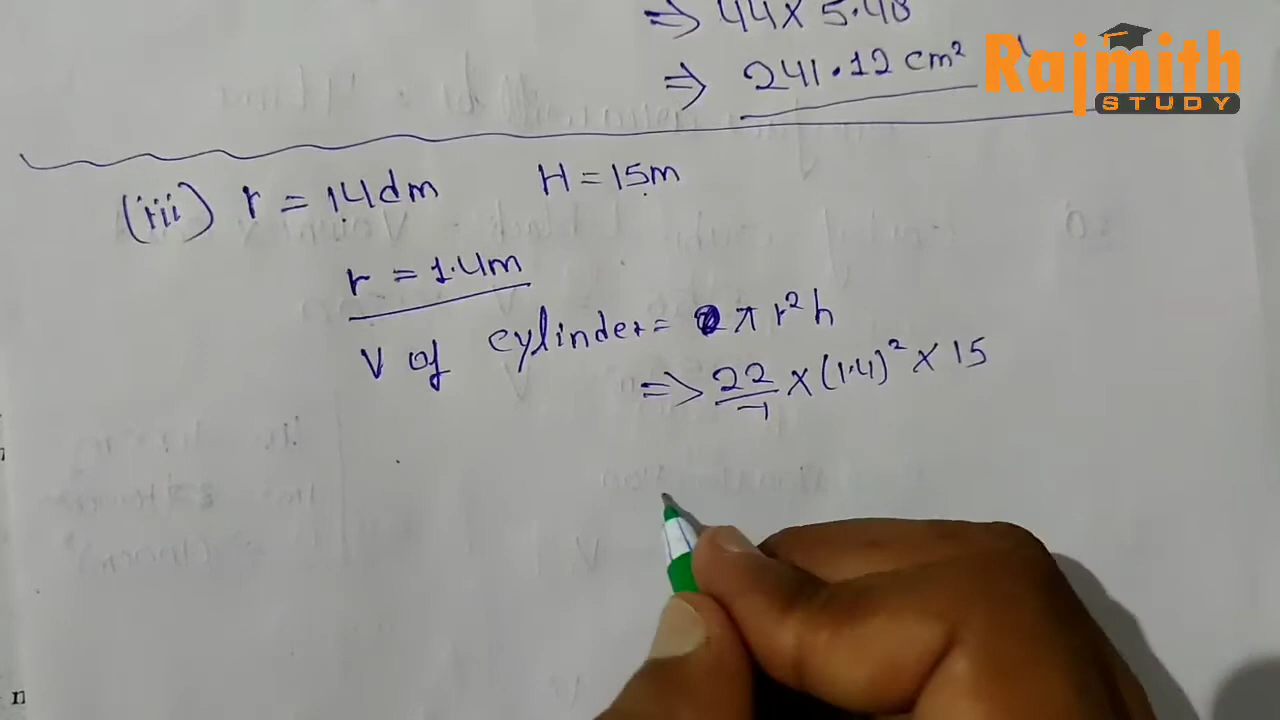 ⇒ 44 × 5.48
⇒ 241.12 cm²
Rajmith
STUDY
(iii) r = 14dm H = 15m
r = 1.4m
V of cylinder = π r²h
⇒ 22/7 × (1.4)² × 15